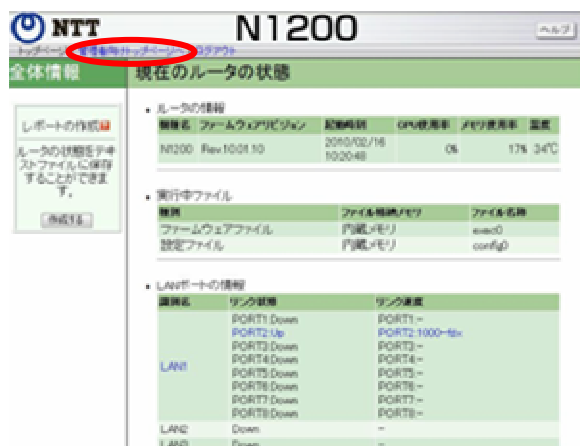 NTT
N1200
ヘルプ
トップページ 管理者向けトップページへ ログアウト
全体情報
現在のルータの状態
レポートの作成
ルータの状態をテキ
ストファイルに保存
することができま
す。
作成する
・ルータの情報
機種名 ファームウェアリビジョン 起動時刻 CPU使用率 メモリ使用率 温度
N1200 Rev.10.01.10 2010/02/16 10:20:48 0% 17% 34℃
・実行中ファイル
種別 ファイル格納メモリ ファイル名称
ファームウェアファイル 内蔵メモリ exec0
設定ファイル 内蔵メモリ config0
・LANポートの情報
識別名 リンク状態 リンク速度
LAN1
PORT1:Down PORT1:-
PORT2:Up PORT2:1000-fdx
PORT3:Down PORT3:-
PORT4:Down PORT4:-
PORT5:Down PORT5:-
PORT6:Down PORT6:-
PORT7:Down PORT7:-
PORT8:Down PORT8:-
LAN2 Down -
LAN3 Down -